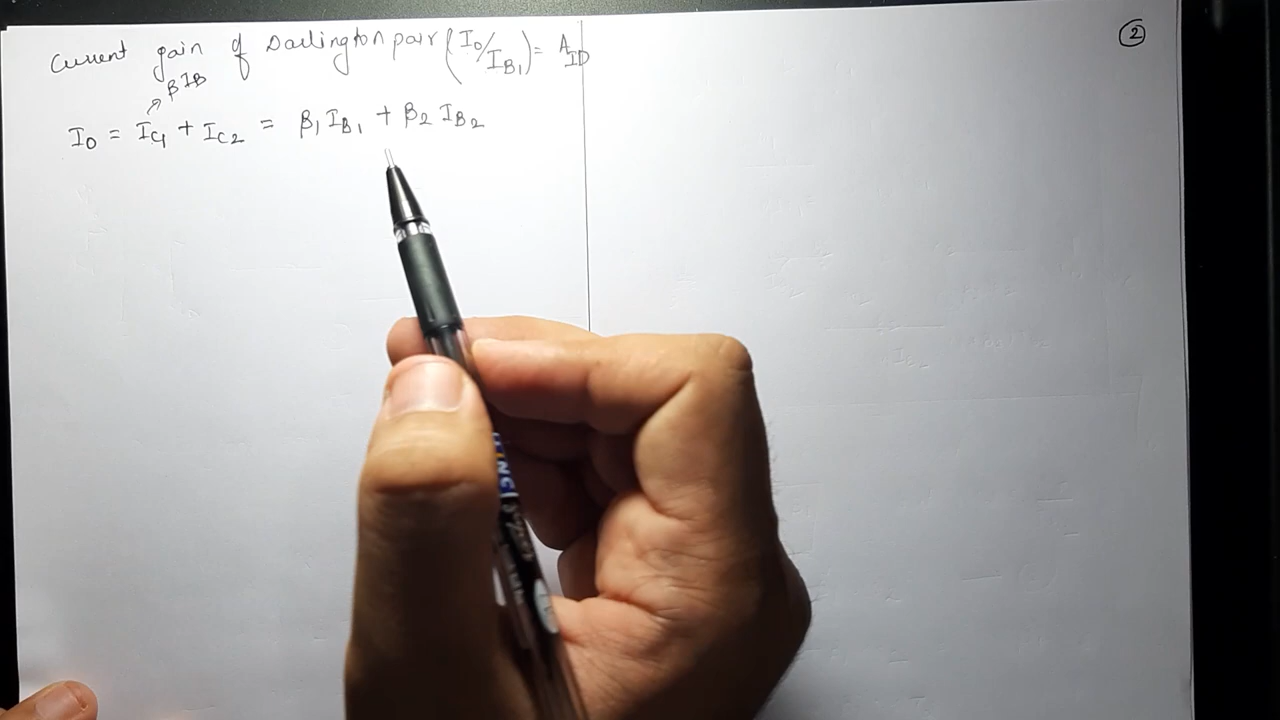 Current gain of Darlington pair (I0/IB1) = AID
②
βIB
I0 = IC1 + IC2 = β1 IB1 + β2 IB2